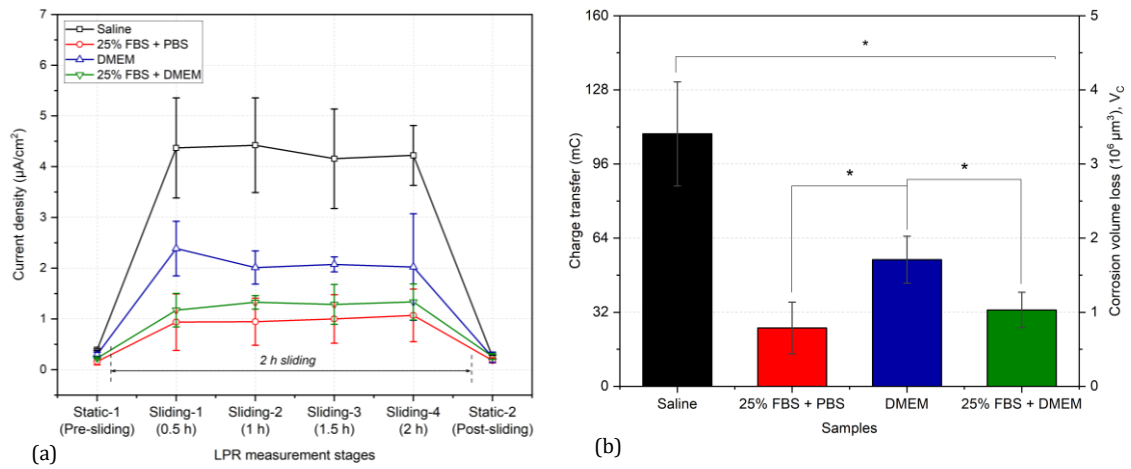 7
6
5
4
3
2
1
0
Current density (µA/cm²)
Saline
25% FBS + PBS
DMEM
25% FBS + DMEM
2 h sliding
Static-1 Sliding-1 Sliding-2 Sliding-3 Sliding-4 Static-2
(Pre-sliding) (0.5 h) (1 h) (1.5 h) (2 h) (Post-sliding)
LPR measurement stages
(a)
160
128
96
64
32
0
Charge transfer (mC)
*
* *
5
4
3
2
1
0
Corrosion volume loss (10⁶ µm³), V_C
Saline 25% FBS + PBS DMEM 25% FBS + DMEM
Samples
(b)